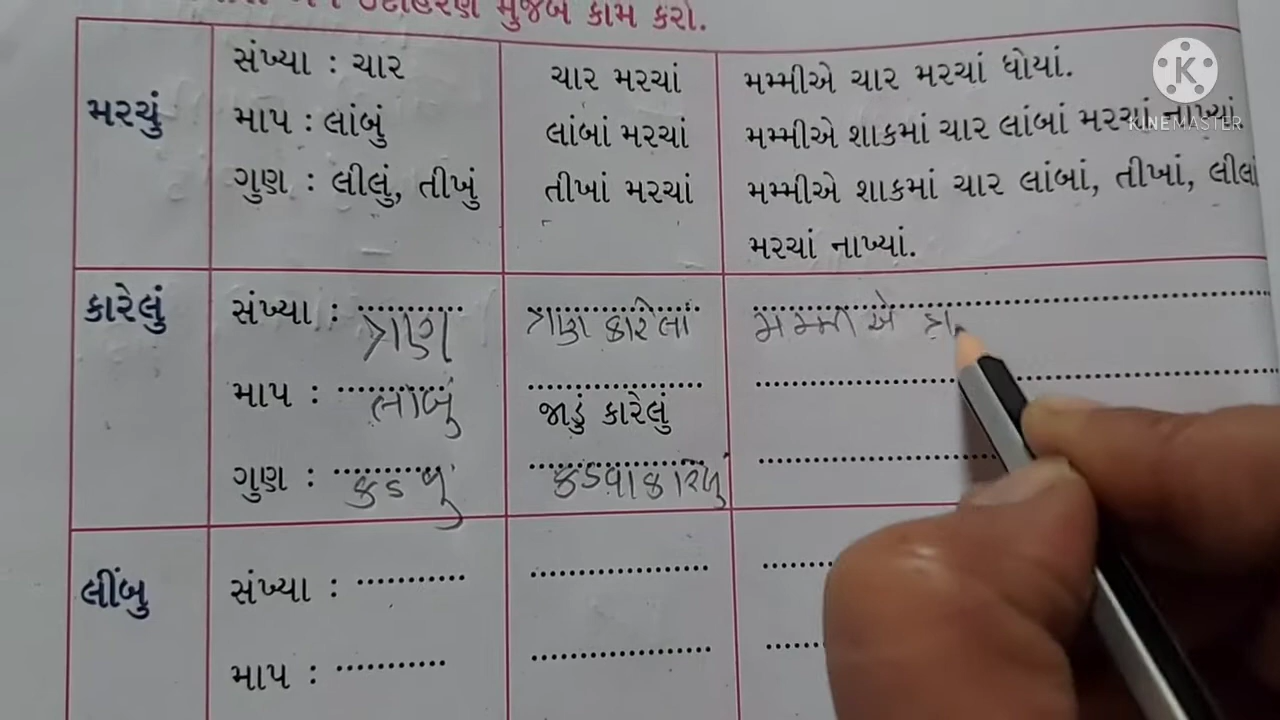 ઉદાહરણ મુજબ કામ કરો.
મરચું
સંખ્યા : ચાર
માપ : લાંબું
ગુણ : લીલું, તીખું
ચાર મરચાં
લાંબાં મરચાં
તીખાં મરચાં
મમ્મીએ ચાર મરચાં ધોયાં.
મમ્મીએ શાકમાં ચાર લાંબાં મરચાં નાખ્યાં.
મમ્મીએ શાકમાં ચાર લાંબાં, તીખાં, લીલાં
મરચાં નાખ્યાં.
K
KINEMASTER
કારેલું
સંખ્યા : ત્રણ
માપ : લાબું
ગુણ : કડવૂં
ત્રણ કારેલાં
જાડું કારેલું
કડવા કારેલું
મમ્મી એ ત્ર
લીંબુ
સંખ્યા :
માપ :